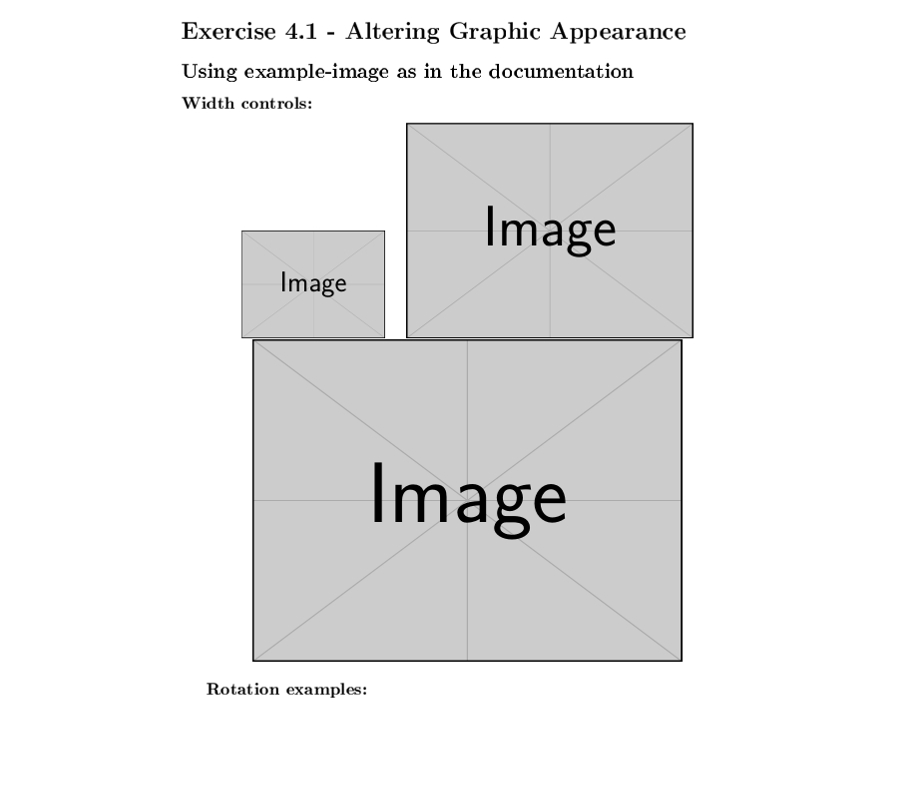 Exercise 4.1 - Altering Graphic Appearance
Using example-image as in the documentation
Width controls:
Image
Image
Image
Rotation examples: